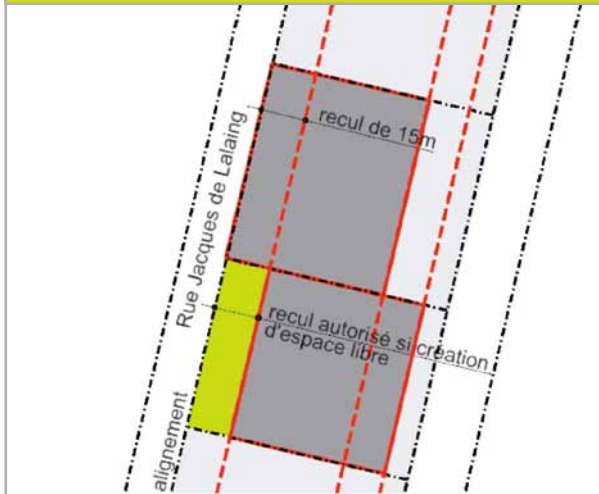 recul de 15m
Rue Jacques de Lalaing
recul autorisé si création
d'espace libre
alignement